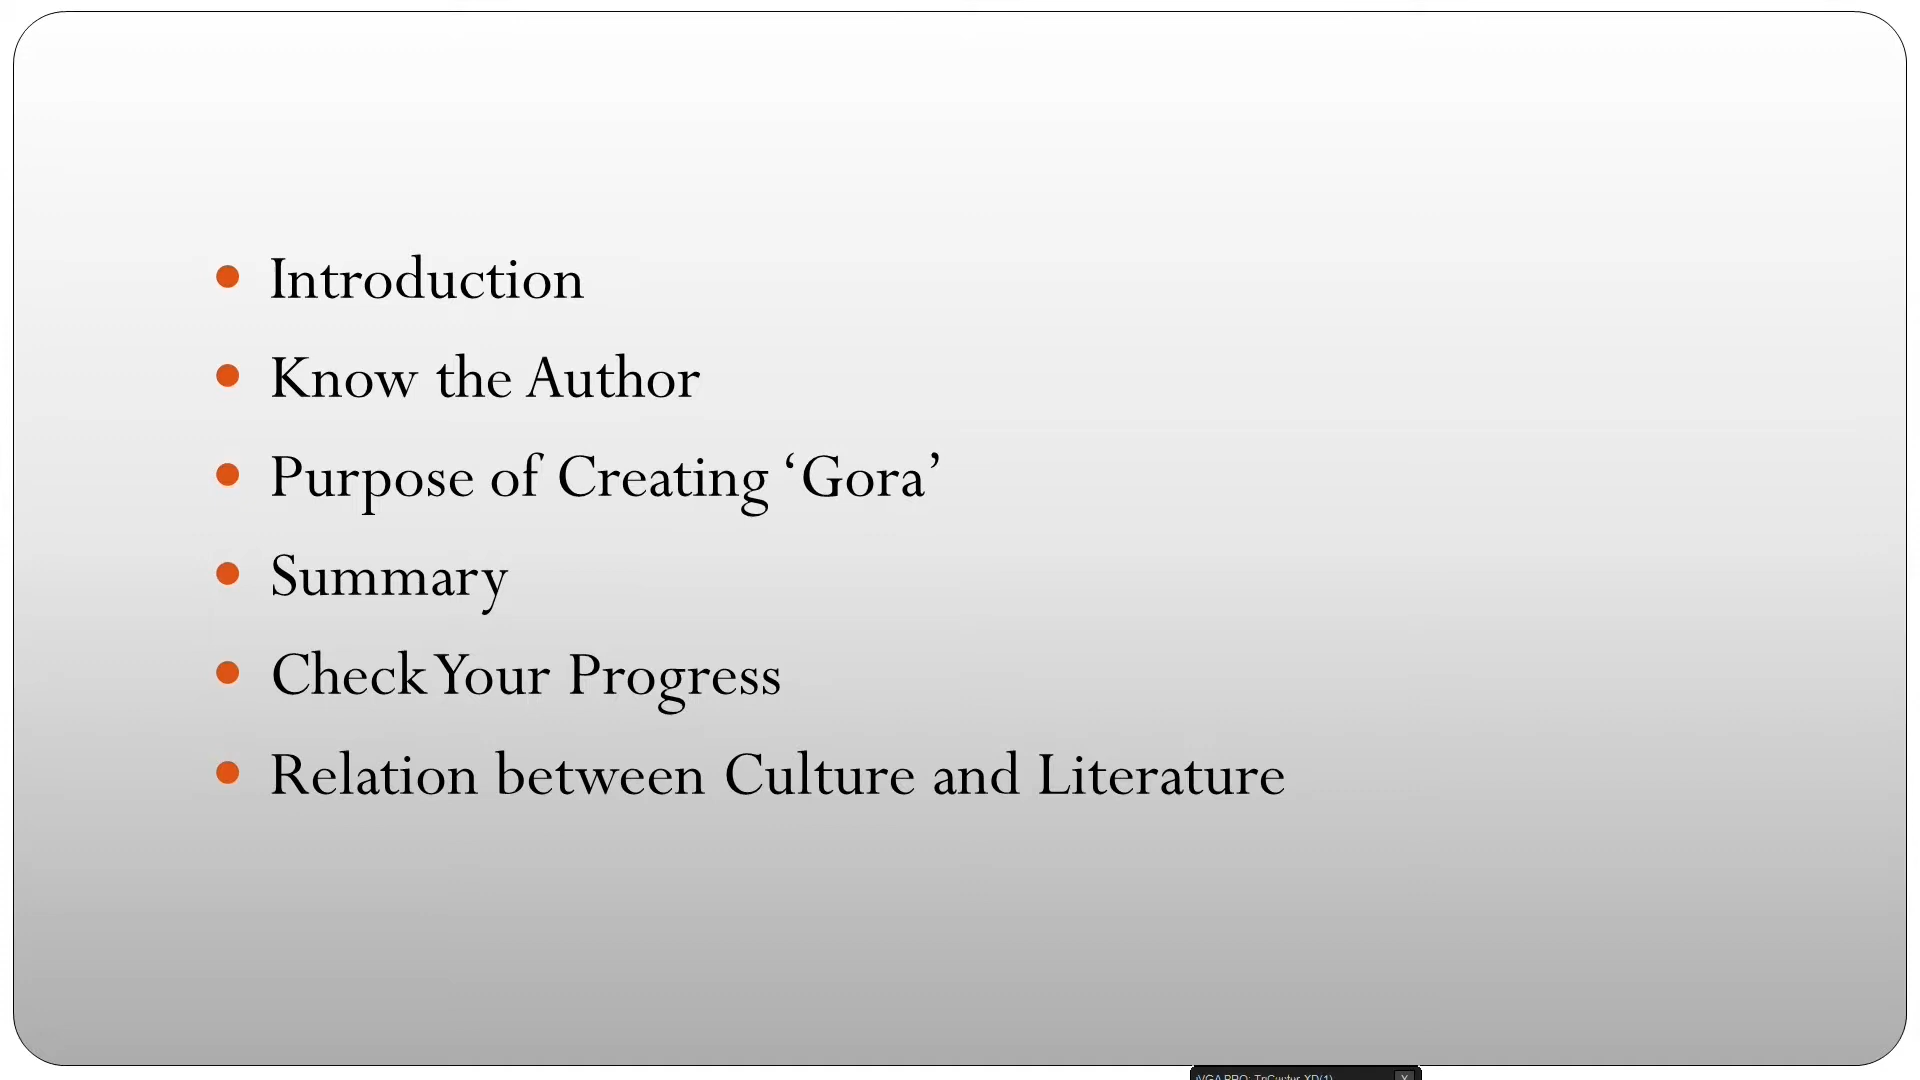 Introduction
Know the Author
Purpose of Creating ‘Gora’
Summary
Check Your Progress
Relation between Culture and Literature